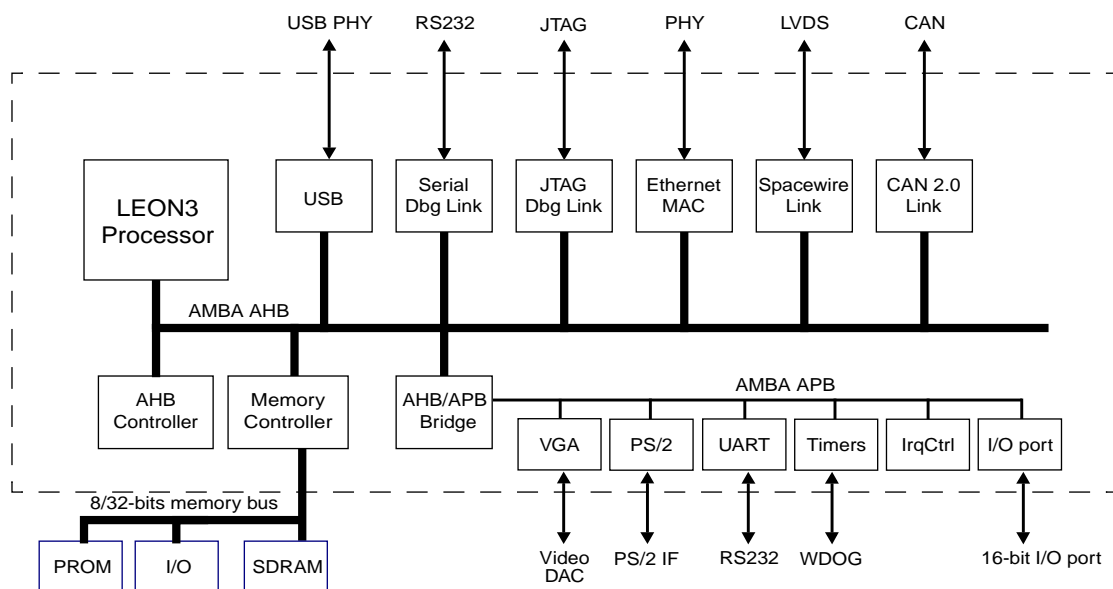 USB PHY
RS232
JTAG
PHY
LVDS
CAN
LEON3
Processor
USB
Serial
Dbg Link
JTAG
Dbg Link
Ethernet
MAC
Spacewire
Link
CAN 2.0
Link
AMBA AHB
AHB
Controller
Memory
Controller
AHB/APB
Bridge
AMBA APB
VGA
PS/2
UART
Timers
IrqCtrl
I/O port
8/32-bits memory bus
PROM
I/O
SDRAM
Video
DAC
PS/2 IF
RS232
WDOG
16-bit I/O port